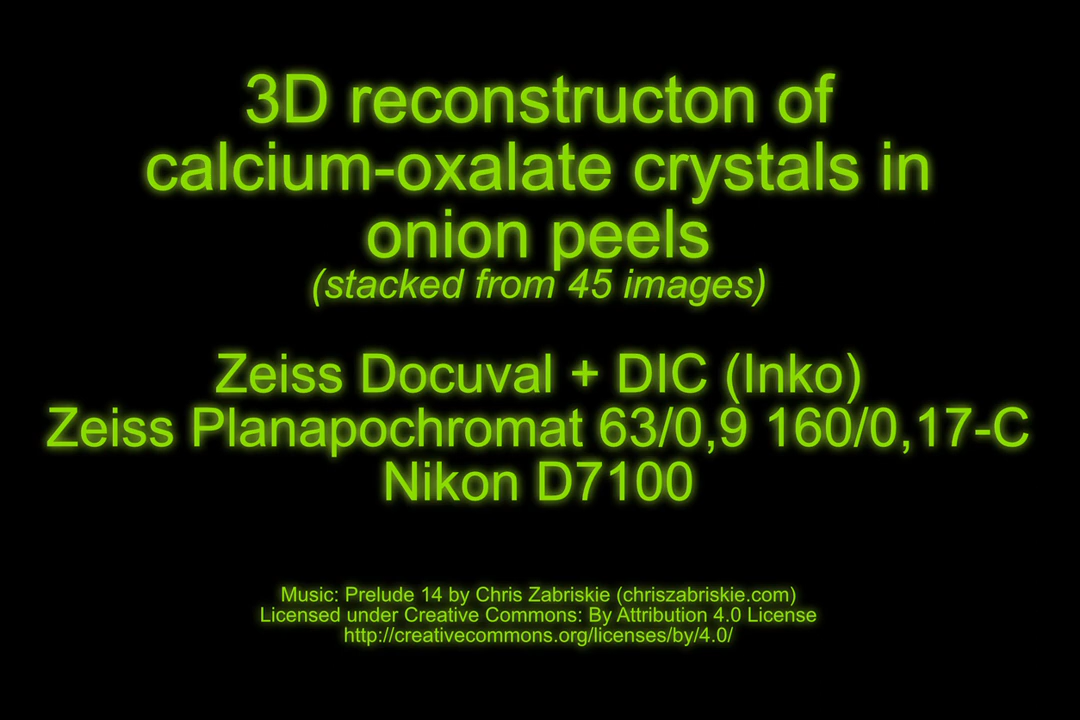 3D reconstructon of
calcium-oxalate crystals in
onion peels
(stacked from 45 images)
Zeiss Docuval + DIC (Inko)
Zeiss Planapochromat 63/0,9 160/0,17-C
Nikon D7100
Music: Prelude 14 by Chris Zabriskie (chriszabriskie.com)
Licensed under Creative Commons: By Attribution 4.0 License
http://creativecommons.org/licenses/by/4.0/